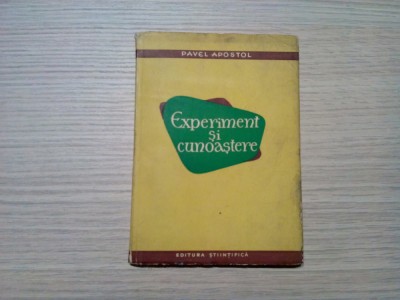 PAVEL APOSTOL
Experiment
și
cunoaștere
EDITURA ȘTIINȚIFICĂ